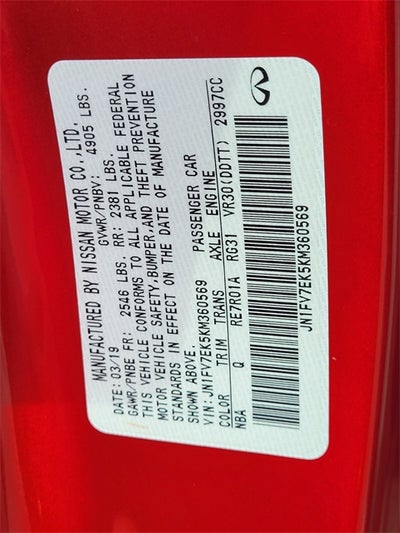 MANUFACTURED BY NISSAN MOTOR CO.,LTD.
GVWR/PNBV: 4905 LBS.
DATE: 03/19
GAWR/PNBE FR: 2546 LBS. RR: 2381 LBS.
THIS VEHICLE CONFORMS TO ALL APPLICABLE FEDERAL
MOTOR VEHICLE SAFETY,BUMPER,AND THEFT PREVENTION
STANDARDS IN EFFECT ON THE DATE OF MANUFACTURE
SHOWN ABOVE.
VIN: JN1FV7EK5KM360569 PASSENGER CAR
COLOR TRIM TRANS AXLE ENGINE
NBA Q RE7R01A RG31 VR30(DDTT) 2997CC
JN1FV7EK5KM360569